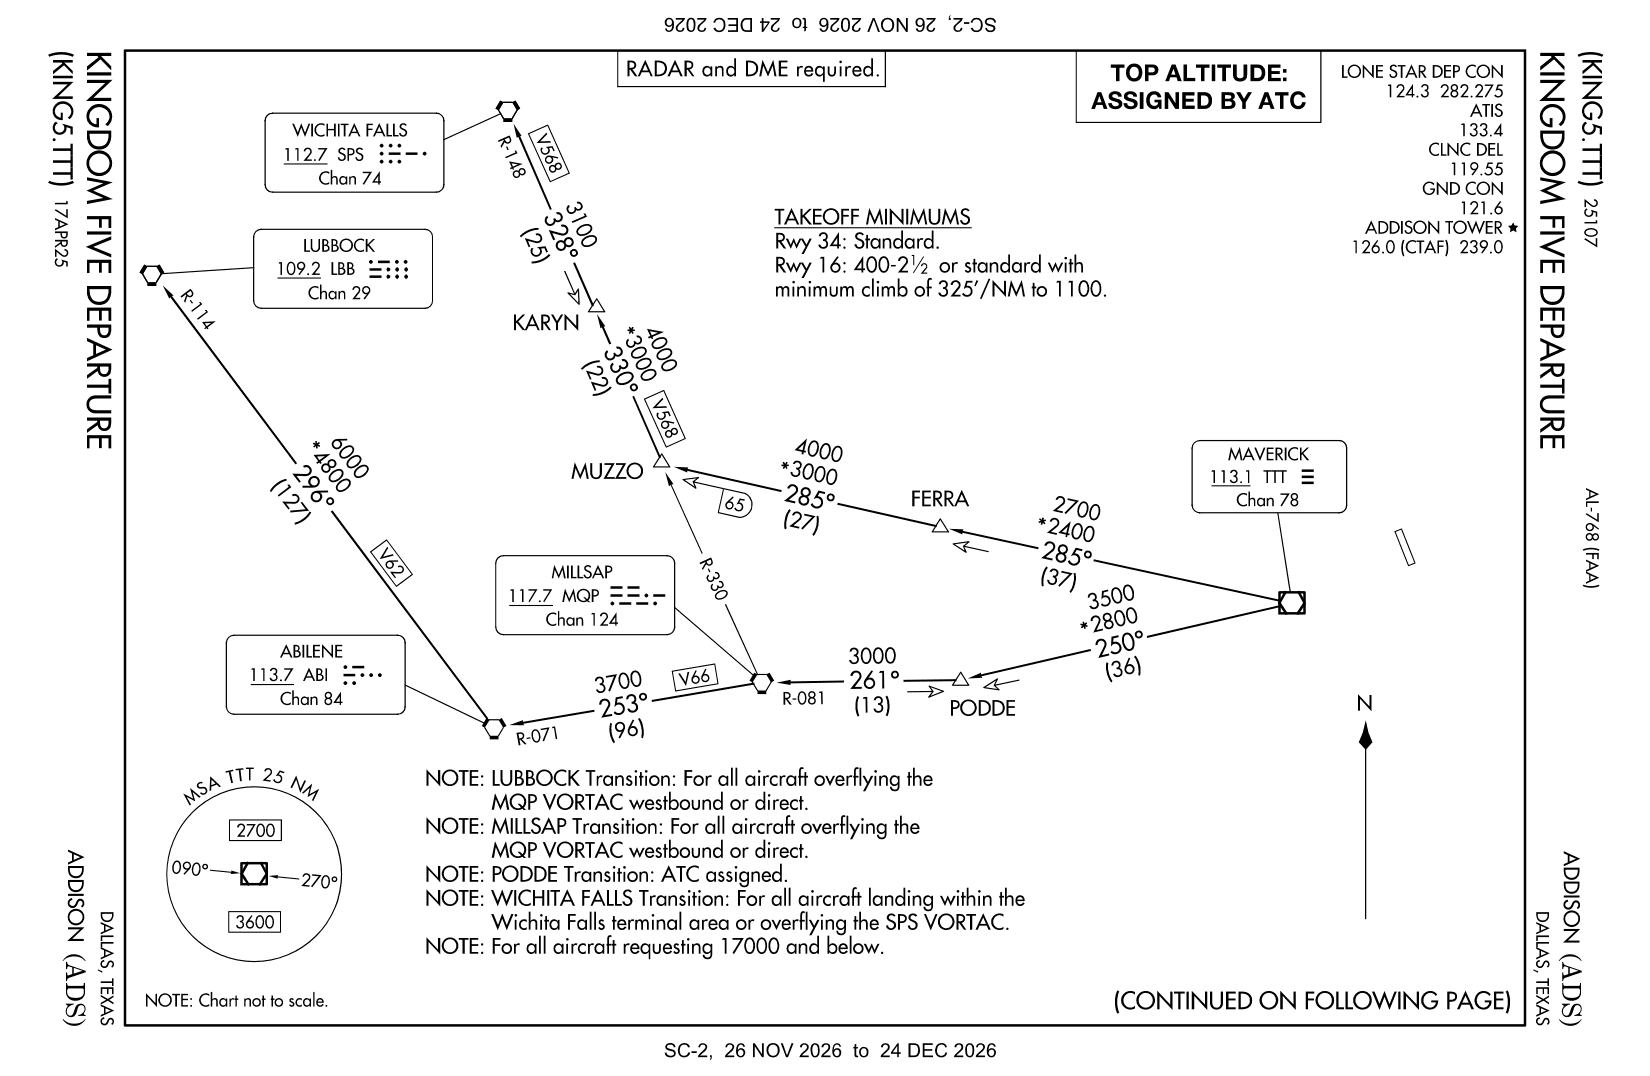 SC-2, 26 NOV 2026 to 24 DEC 2026
(KING5.TTT) 17APR25
KINGDOM FIVE DEPARTURE
RADAR and DME required.
TOP ALTITUDE:
ASSIGNED BY ATC
LONE STAR DEP CON
124.3 282.275
ATIS
133.4
CLNC DEL
119.55
GND CON
121.6
ADDISON TOWER ★
126.0 (CTAF) 239.0
KINGDOM FIVE DEPARTURE
(KING5.TTT) 25107
AL-768 (FAA)
WICHITA FALLS
112.7 SPS
Chan 74
R-148
V568
3100
328°
(25)
LUBBOCK
109.2 LBB
Chan 29
R-114
KARYN
TAKEOFF MINIMUMS
Rwy 34: Standard.
Rwy 16: 400-2½ or standard with
minimum climb of 325'/NM to 1100.
4000
*3000
330°
(22)
V568
MUZZO
6000
*4800
296°
(127)
V62
4000
*3000
285°
(27)
65
FERRA
2700
*2400
285°
(37)
MAVERICK
113.1 TTT
Chan 78
3500
*2800
250°
(36)
MILLSAP
117.7 MQP
Chan 124
R-330
ABILENE
113.7 ABI
Chan 84
R-071
3700
253°
(96)
V66
R-081
3000
261°
(13)
PODDE
N
MSA TTT 25 NM
2700
090°
270°
3600
NOTE: LUBBOCK Transition: For all aircraft overflying the
MQP VORTAC westbound or direct.
NOTE: MILLSAP Transition: For all aircraft overflying the
MQP VORTAC westbound or direct.
NOTE: PODDE Transition: ATC assigned.
NOTE: WICHITA FALLS Transition: For all aircraft landing within the
Wichita Falls terminal area or overflying the SPS VORTAC.
NOTE: For all aircraft requesting 17000 and below.
NOTE: Chart not to scale.
(CONTINUED ON FOLLOWING PAGE)
ADDISON (ADS)
DALLAS, TEXAS
ADDISON (ADS)
DALLAS, TEXAS
SC-2, 26 NOV 2026 to 24 DEC 2026